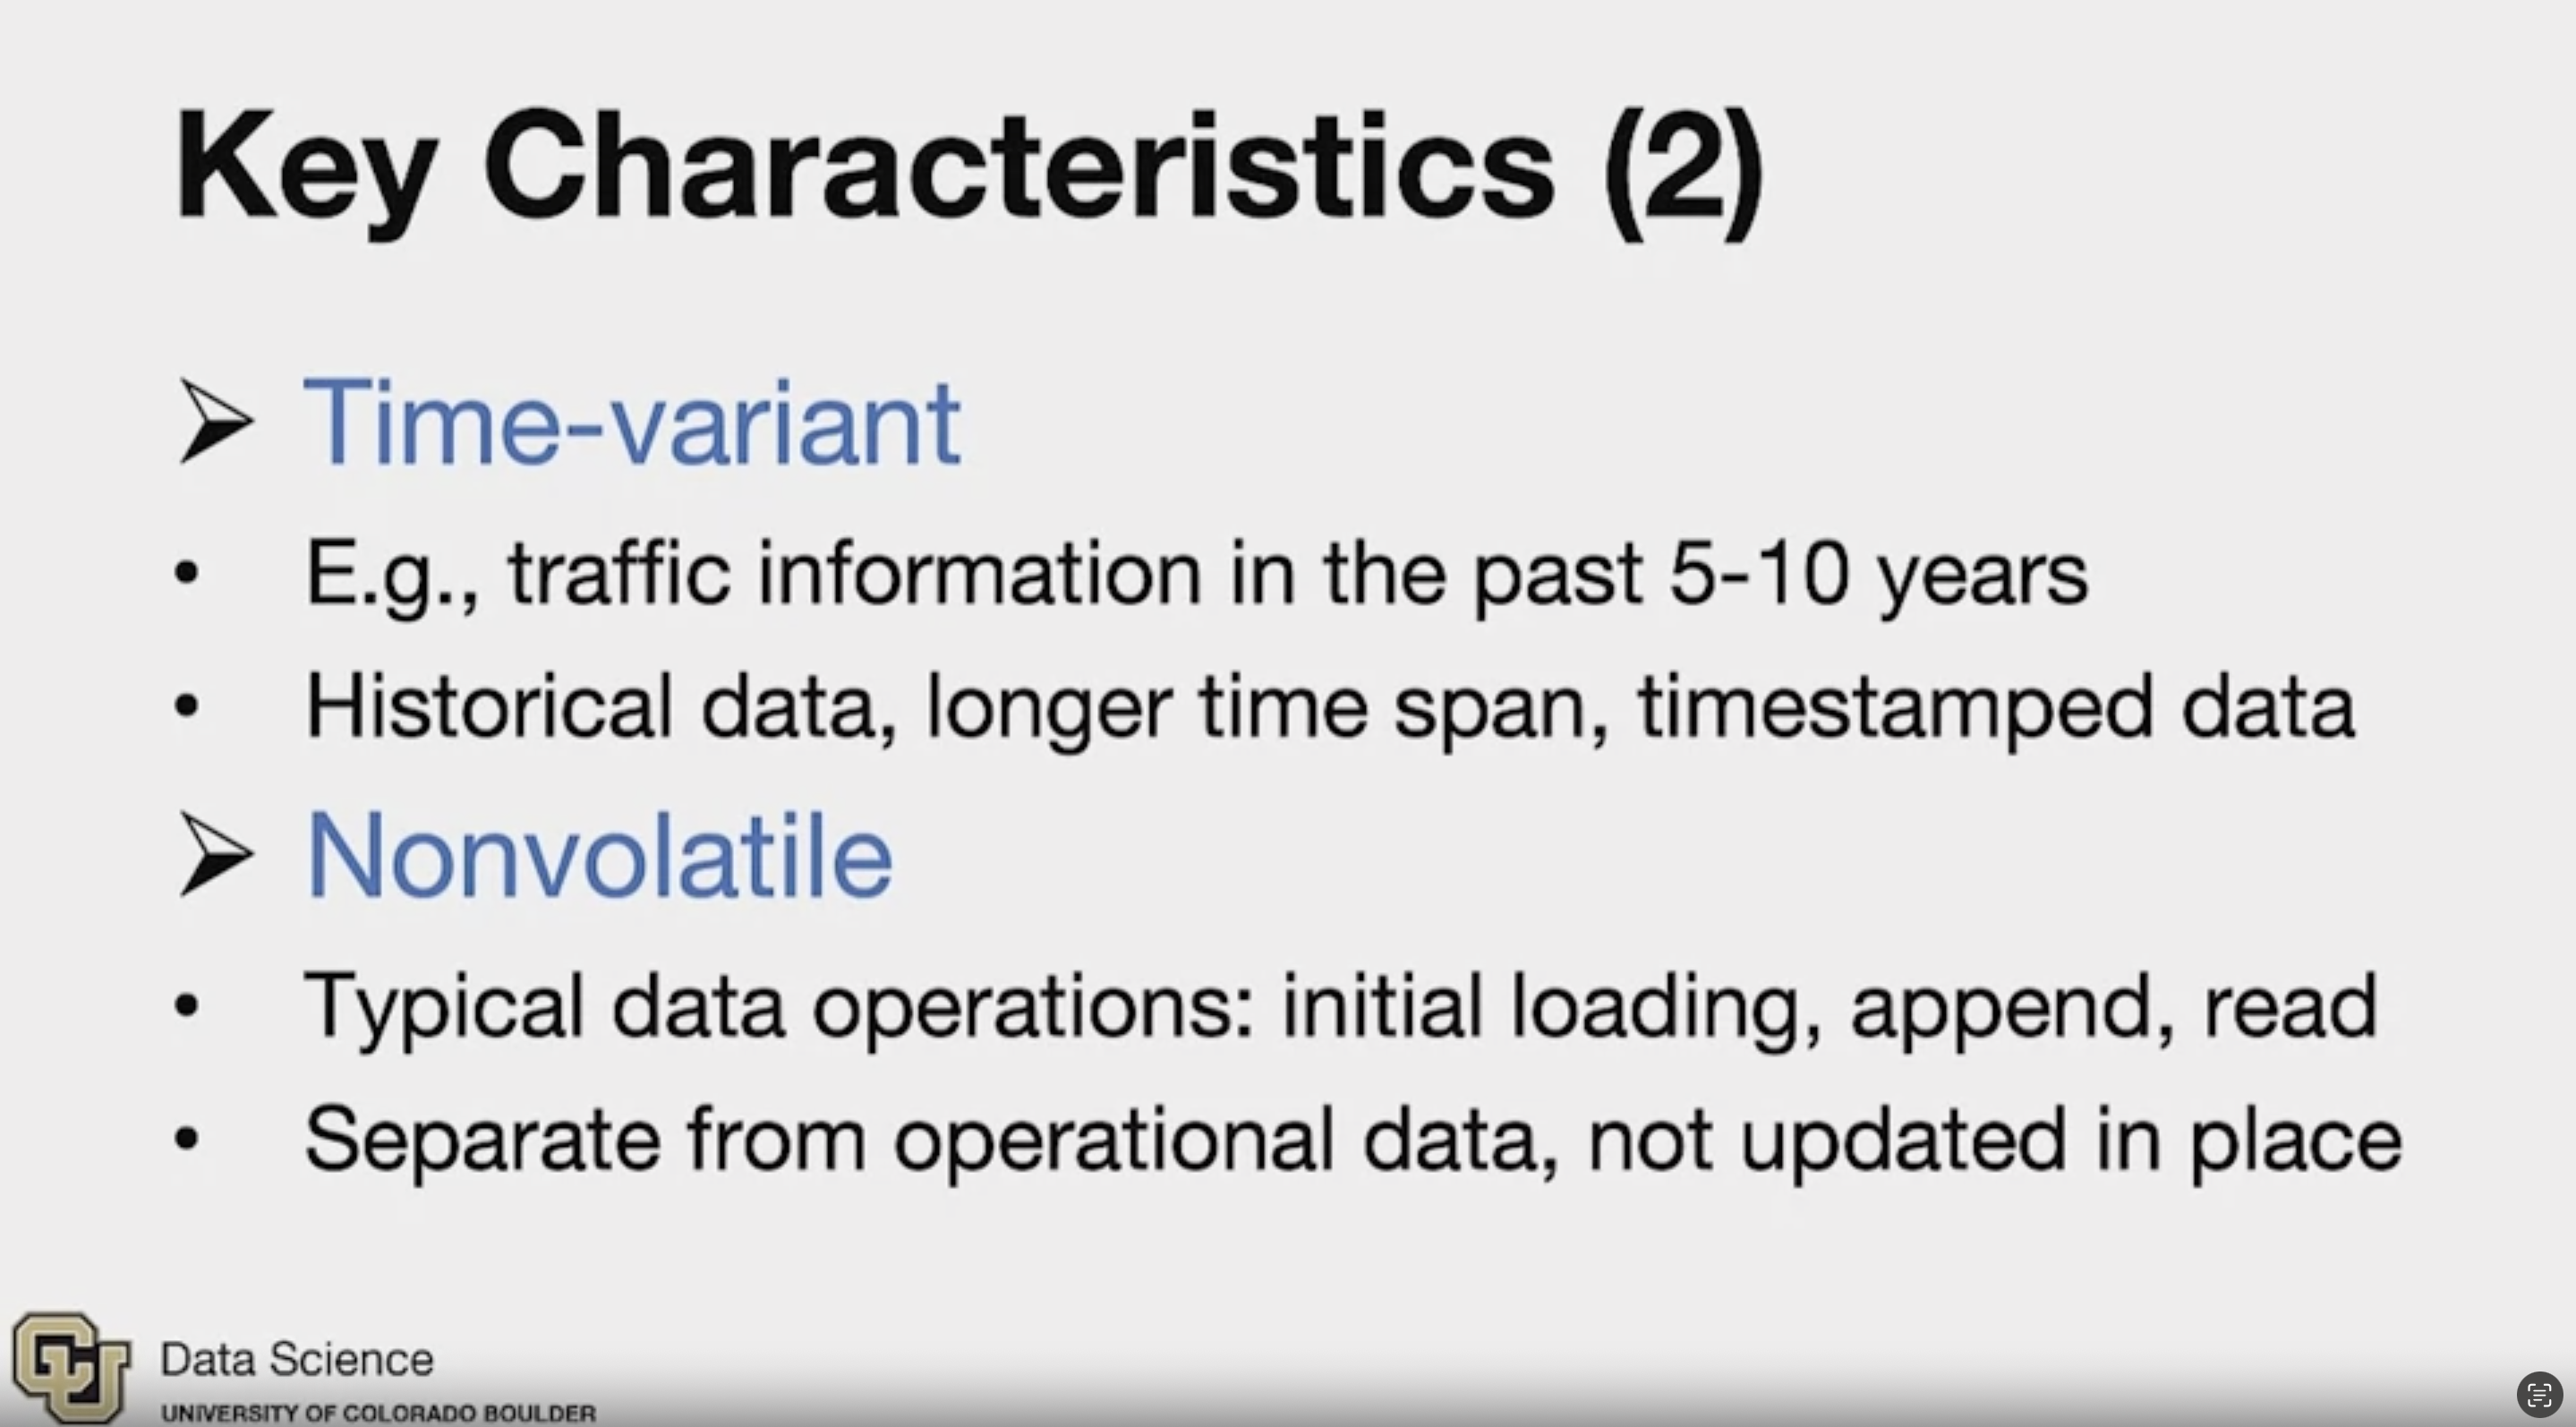 Key Characteristics (2)
➢ Time-variant
• E.g., traffic information in the past 5-10 years
• Historical data, longer time span, timestamped data
➢ Nonvolatile
• Typical data operations: initial loading, append, read
• Separate from operational data, not updated in place
CU
Data Science
UNIVERSITY OF COLORADO BOULDER